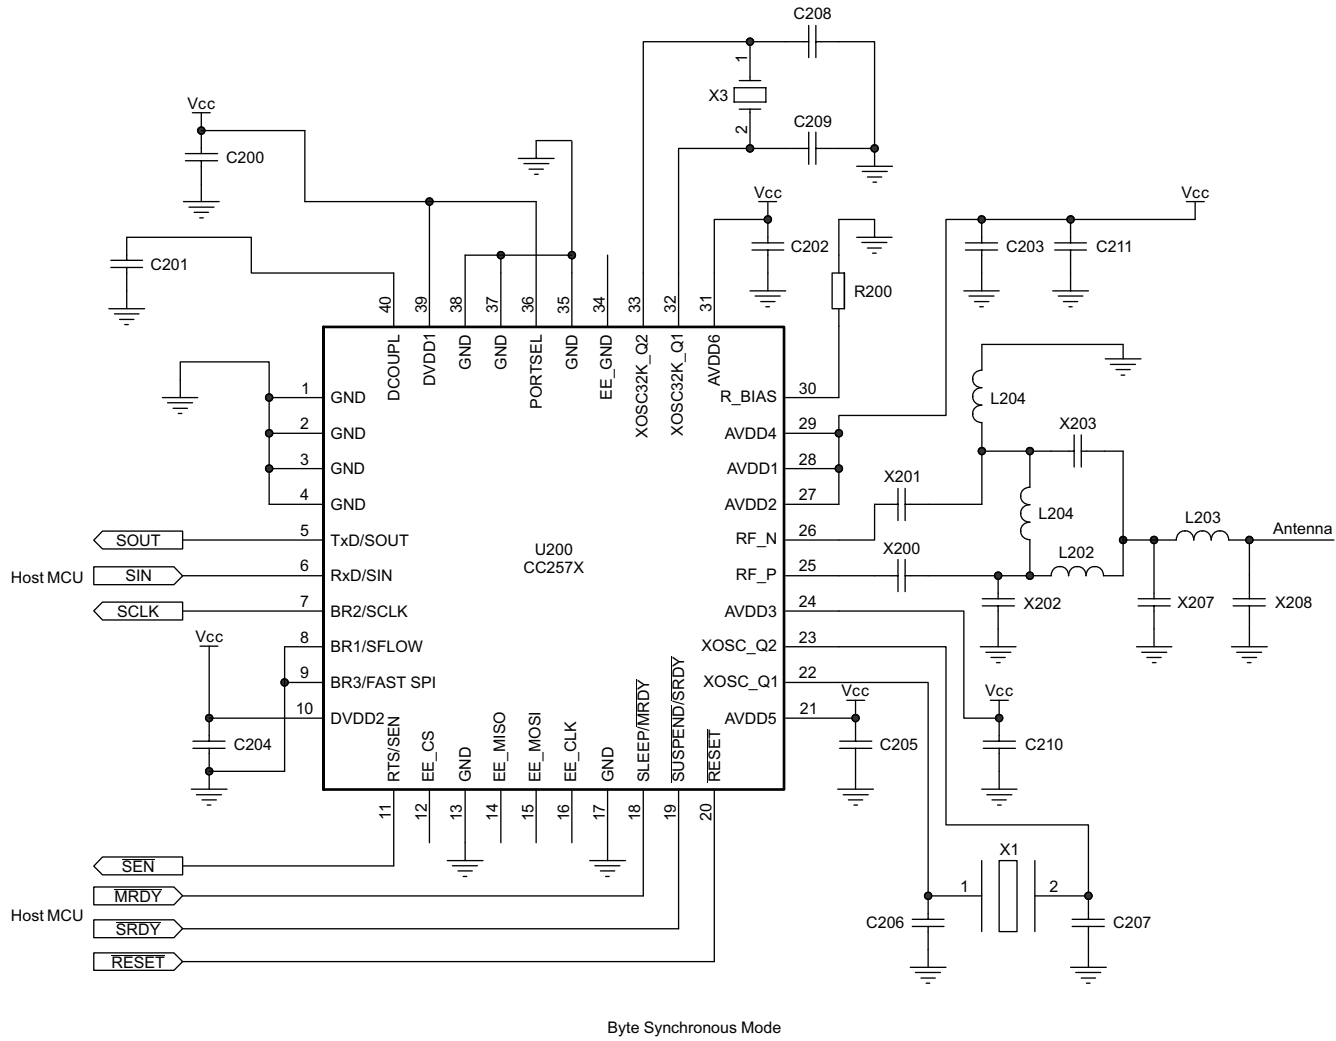 C208
1
X3
2
C209
Vcc
C200
C201
Vcc
C202
Vcc
C203
C211
R200
40
39
38
37
36
35
34
33
32
31
DCOUPL
DVDD1
GND
GND
PORTSEL
GND
EE_GND
XOSC32K_Q2
XOSC32K_Q1
AVDD6
1 GND
2 GND
3 GND
4 GND
SOUT 5 TxD/SOUT
Host MCU SIN 6 RxD/SIN
SCLK 7 BR2/SCLK
Vcc 8 BR1/SFLOW
9 BR3/FAST SPI
10 DVDD2
C204
U200
CC257X
R_BIAS 30
AVDD4 29
AVDD1 28
AVDD2 27
RF_N 26
RF_P 25
AVDD3 24
XOSC_Q2 23
XOSC_Q1 22
AVDD5 21
L204
X203
X201
L204
X200
L202
L203
Antenna
X202
X207
X208
Vcc
C205
Vcc
C210
RTS/SEN
EE_CS
GND
EE_MISO
EE_MOSI
EE_CLK
GND
SLEEP/MRDY
SUSPEND/SRDY
RESET
11
12
13
14
15
16
17
18
19
20
SEN
MRDY
Host MCU
SRDY
RESET
X1
1
2
C206
C207
Byte Synchronous Mode